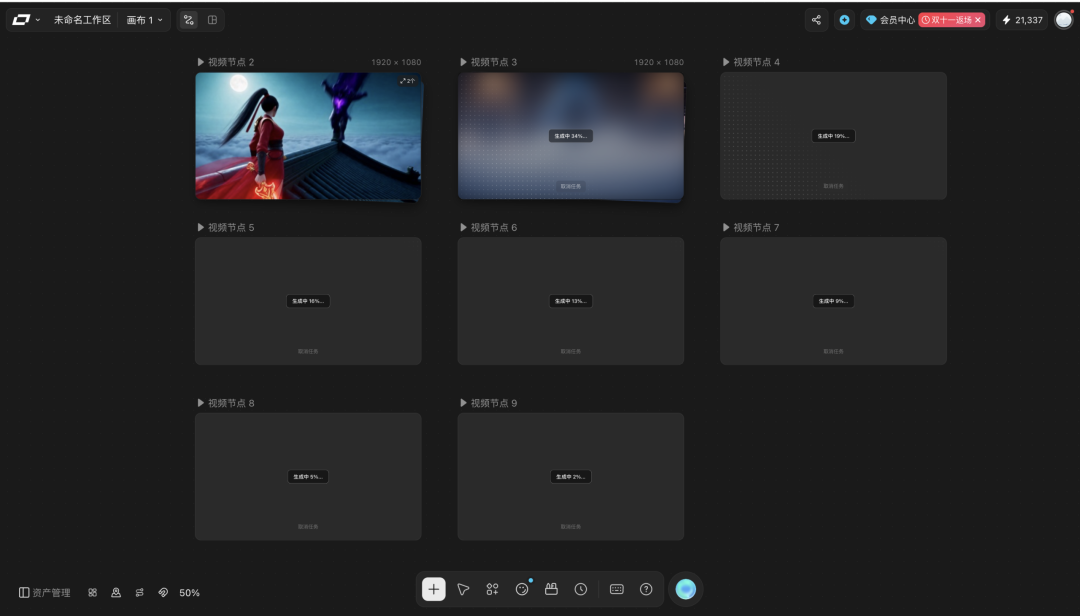 未命名工作区 画布 1 会员中心 双十一返场 × 21,337
视频节点 2 1920 × 1080
2个
视频节点 3 1920 × 1080
生成中 34%...
取消任务
视频节点 4
生成中 19%...
取消任务
视频节点 5
生成中 16%...
取消任务
视频节点 6
生成中 13%...
取消任务
视频节点 7
生成中 9%...
取消任务
视频节点 8
生成中 5%...
取消任务
视频节点 9
生成中 2%...
取消任务
资产管理 50%